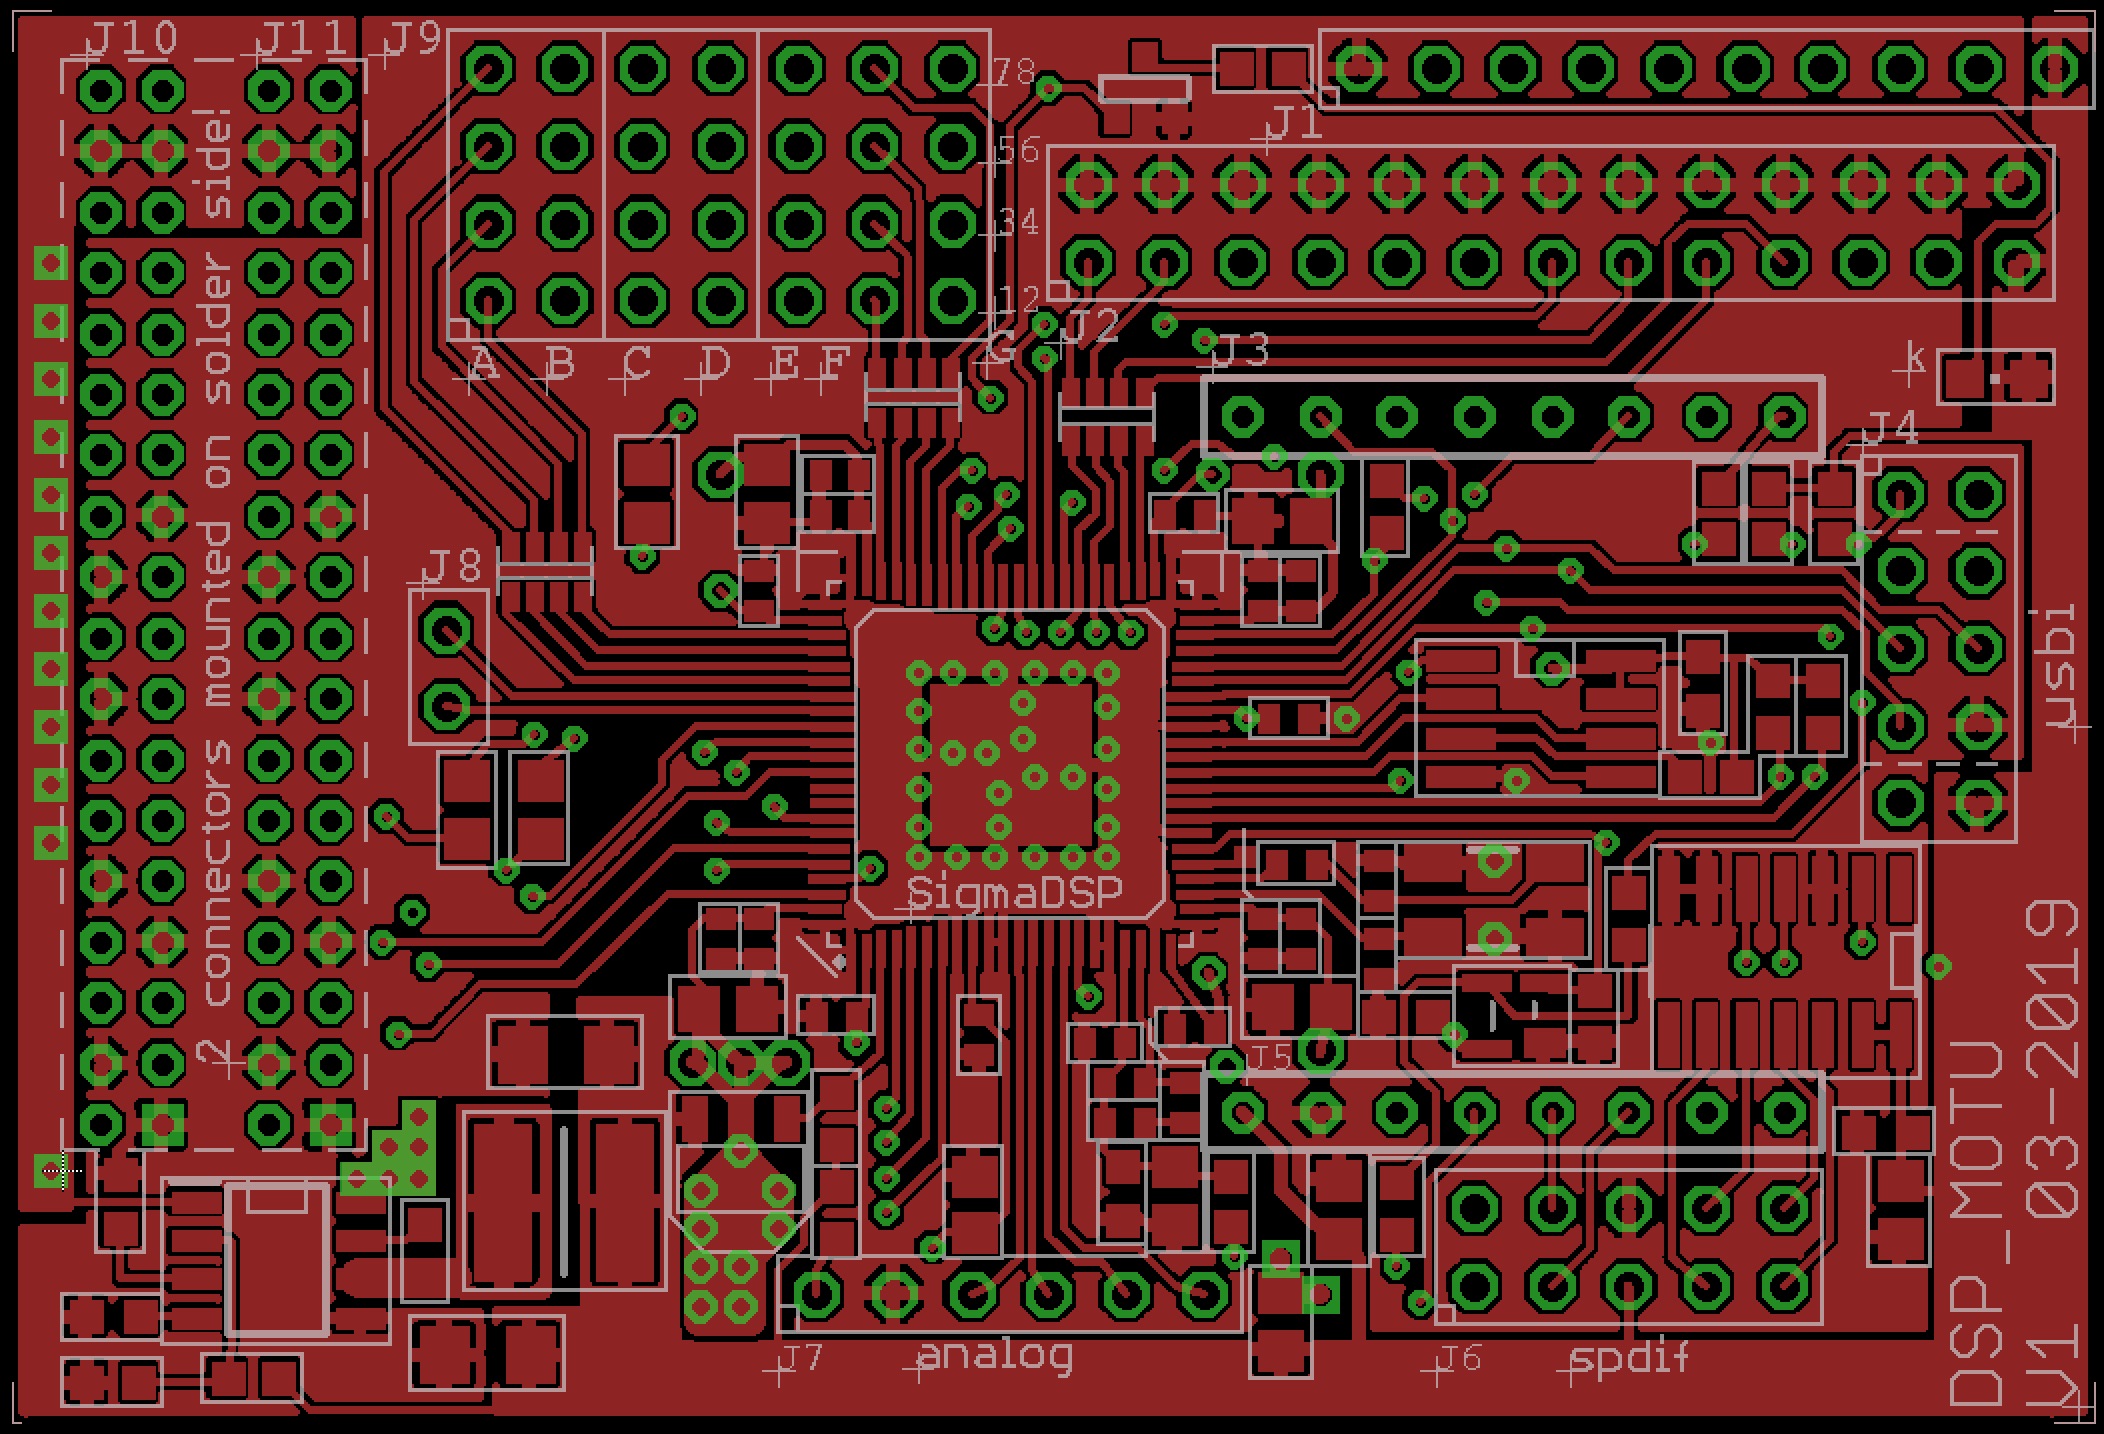 J10
J11
J9
78
J1
56
34
12
J2
G
J3
A
B
C
D
E
F
k
J4
2 connectors mounted on solder side!
J8
usbi
SigmaDSP
J5
DSP_MOTU
V1 03-2019
analog
J7
J6
spdif